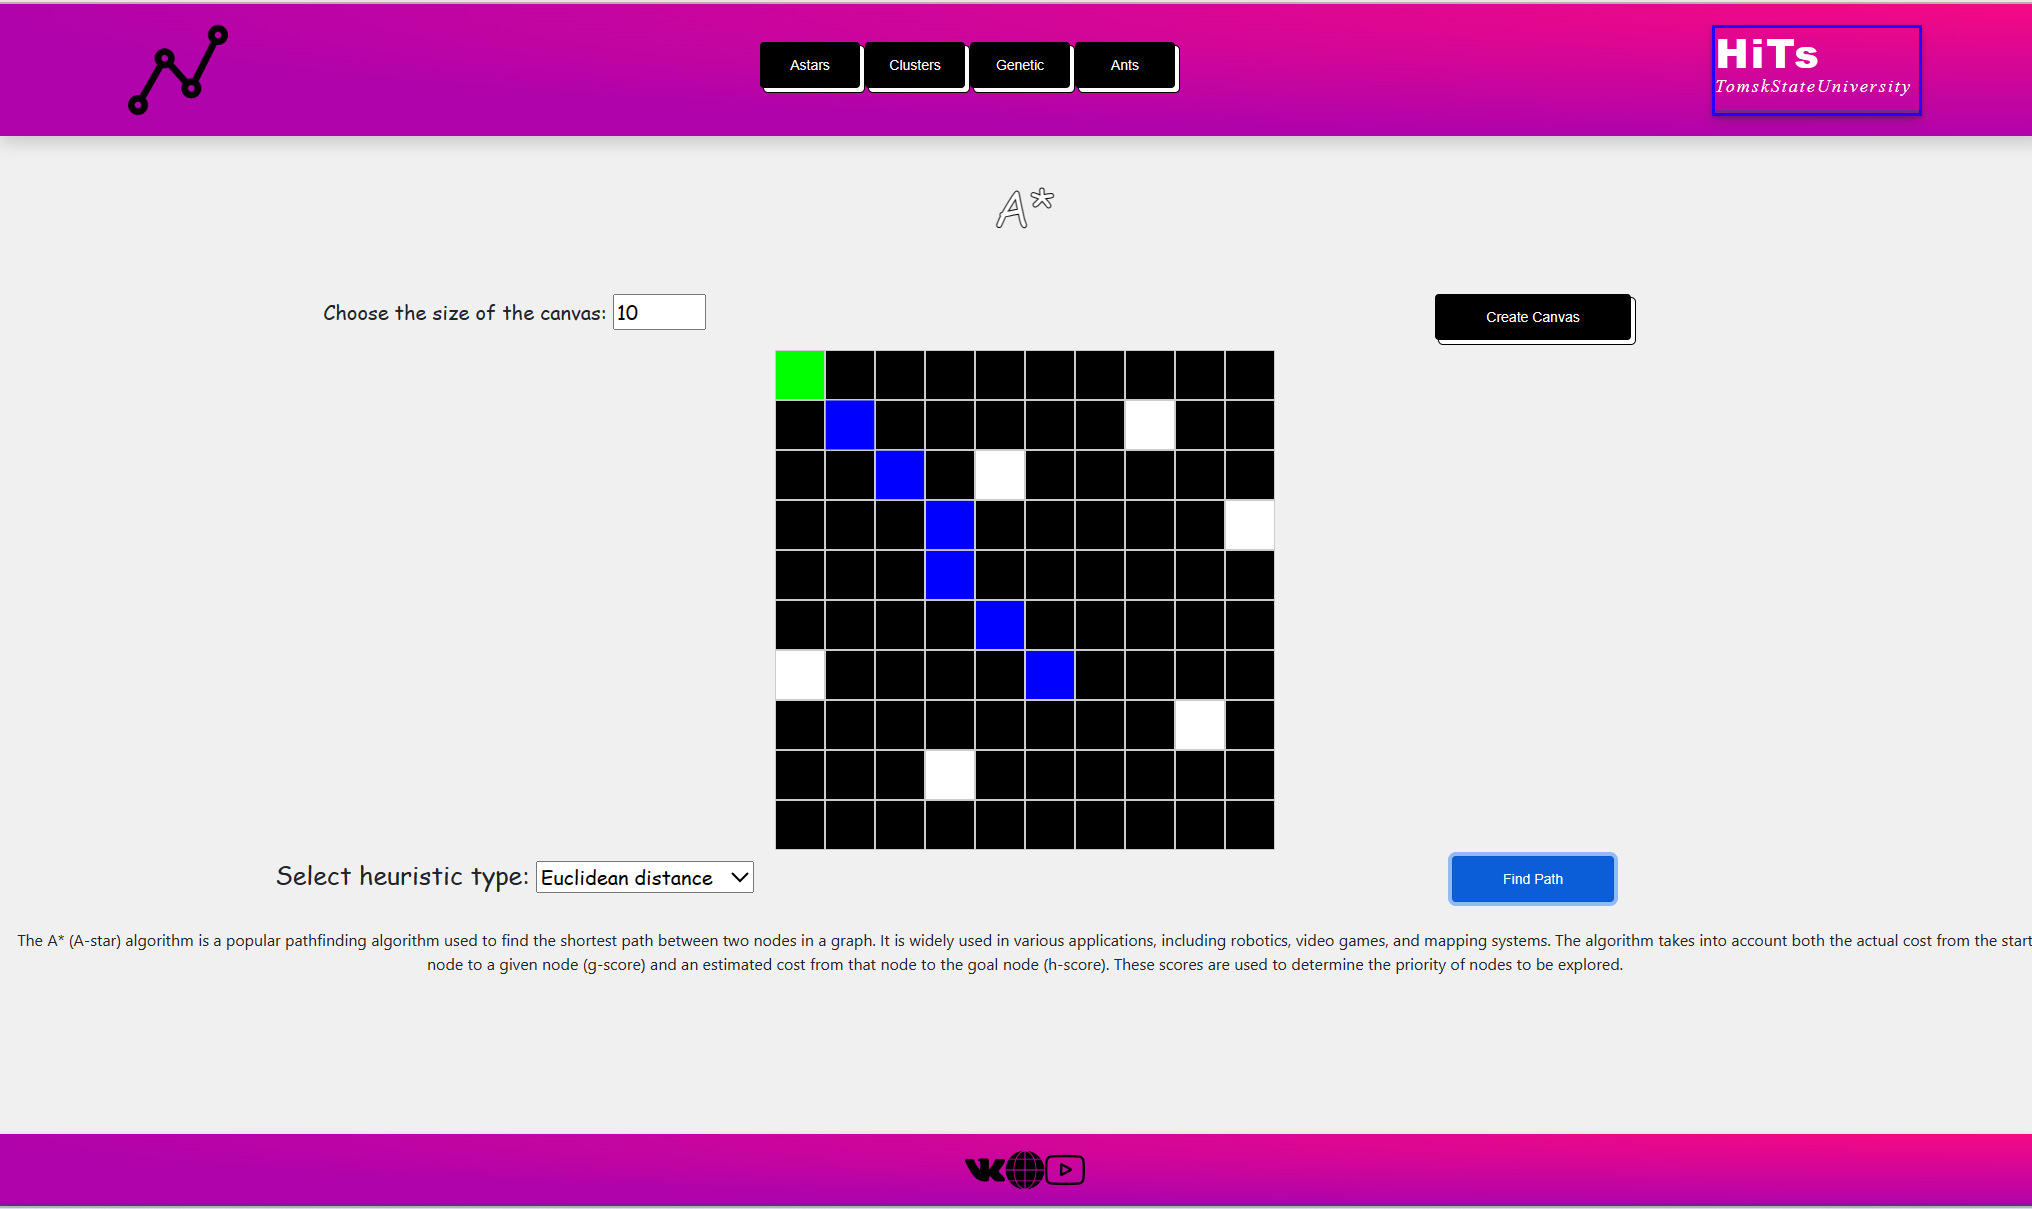 Astars
Clusters
Genetic
Ants
HiTs
TomskStateUniversity
A*
Choose the size of the canvas: 10
Create Canvas
Select heuristic type: Euclidean distance
Find Path
The A* (A-star) algorithm is a popular pathfinding algorithm used to find the shortest path between two nodes in a graph. It is widely used in various applications, including robotics, video games, and mapping systems. The algorithm takes into account both the actual cost from the start
node to a given node (g-score) and an estimated cost from that node to the goal node (h-score). These scores are used to determine the priority of nodes to be explored.